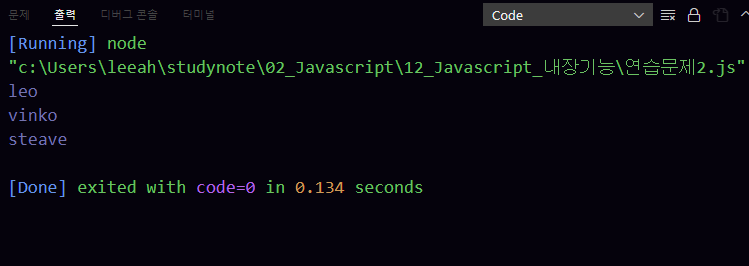 문제 출력 디버그 콘솔 터미널 Code
[Running] node
"c:\Users\leeah\studynote\02_Javascript\12_Javascript_내장기능\연습문제2.js"
leo
vinko
steave
[Done] exited with code=0 in 0.134 seconds